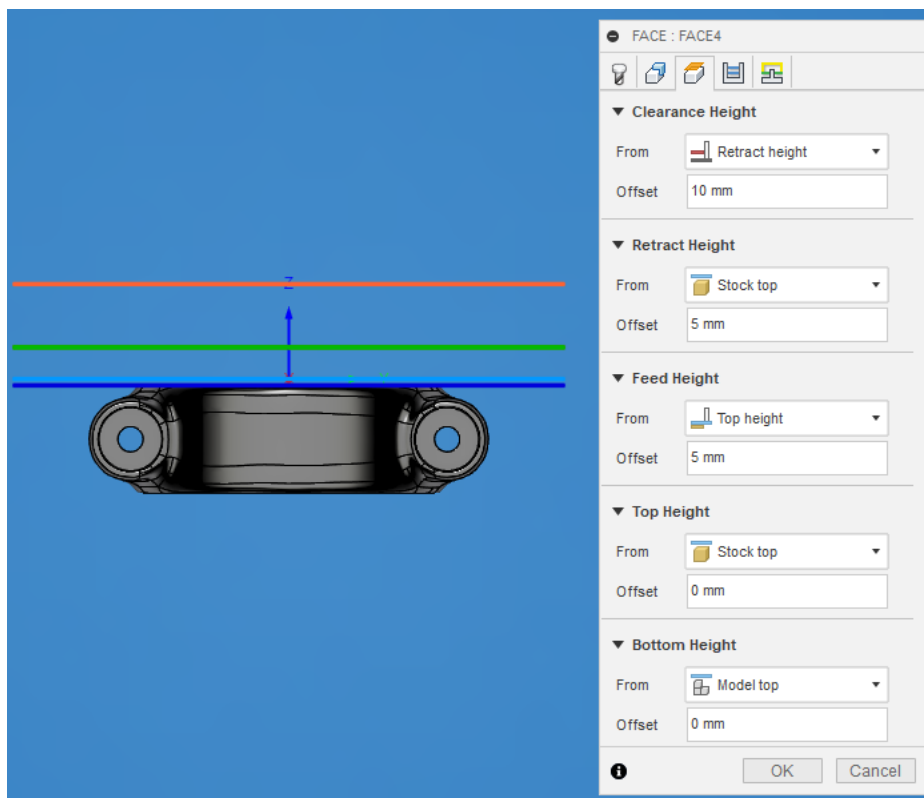 FACE : FACE4
Clearance Height
From Retract height
Offset 10 mm
Retract Height
From Stock top
Offset 5 mm
Feed Height
From Top height
Offset 5 mm
Top Height
From Stock top
Offset 0 mm
Bottom Height
From Model top
Offset 0 mm
OK Cancel
Z